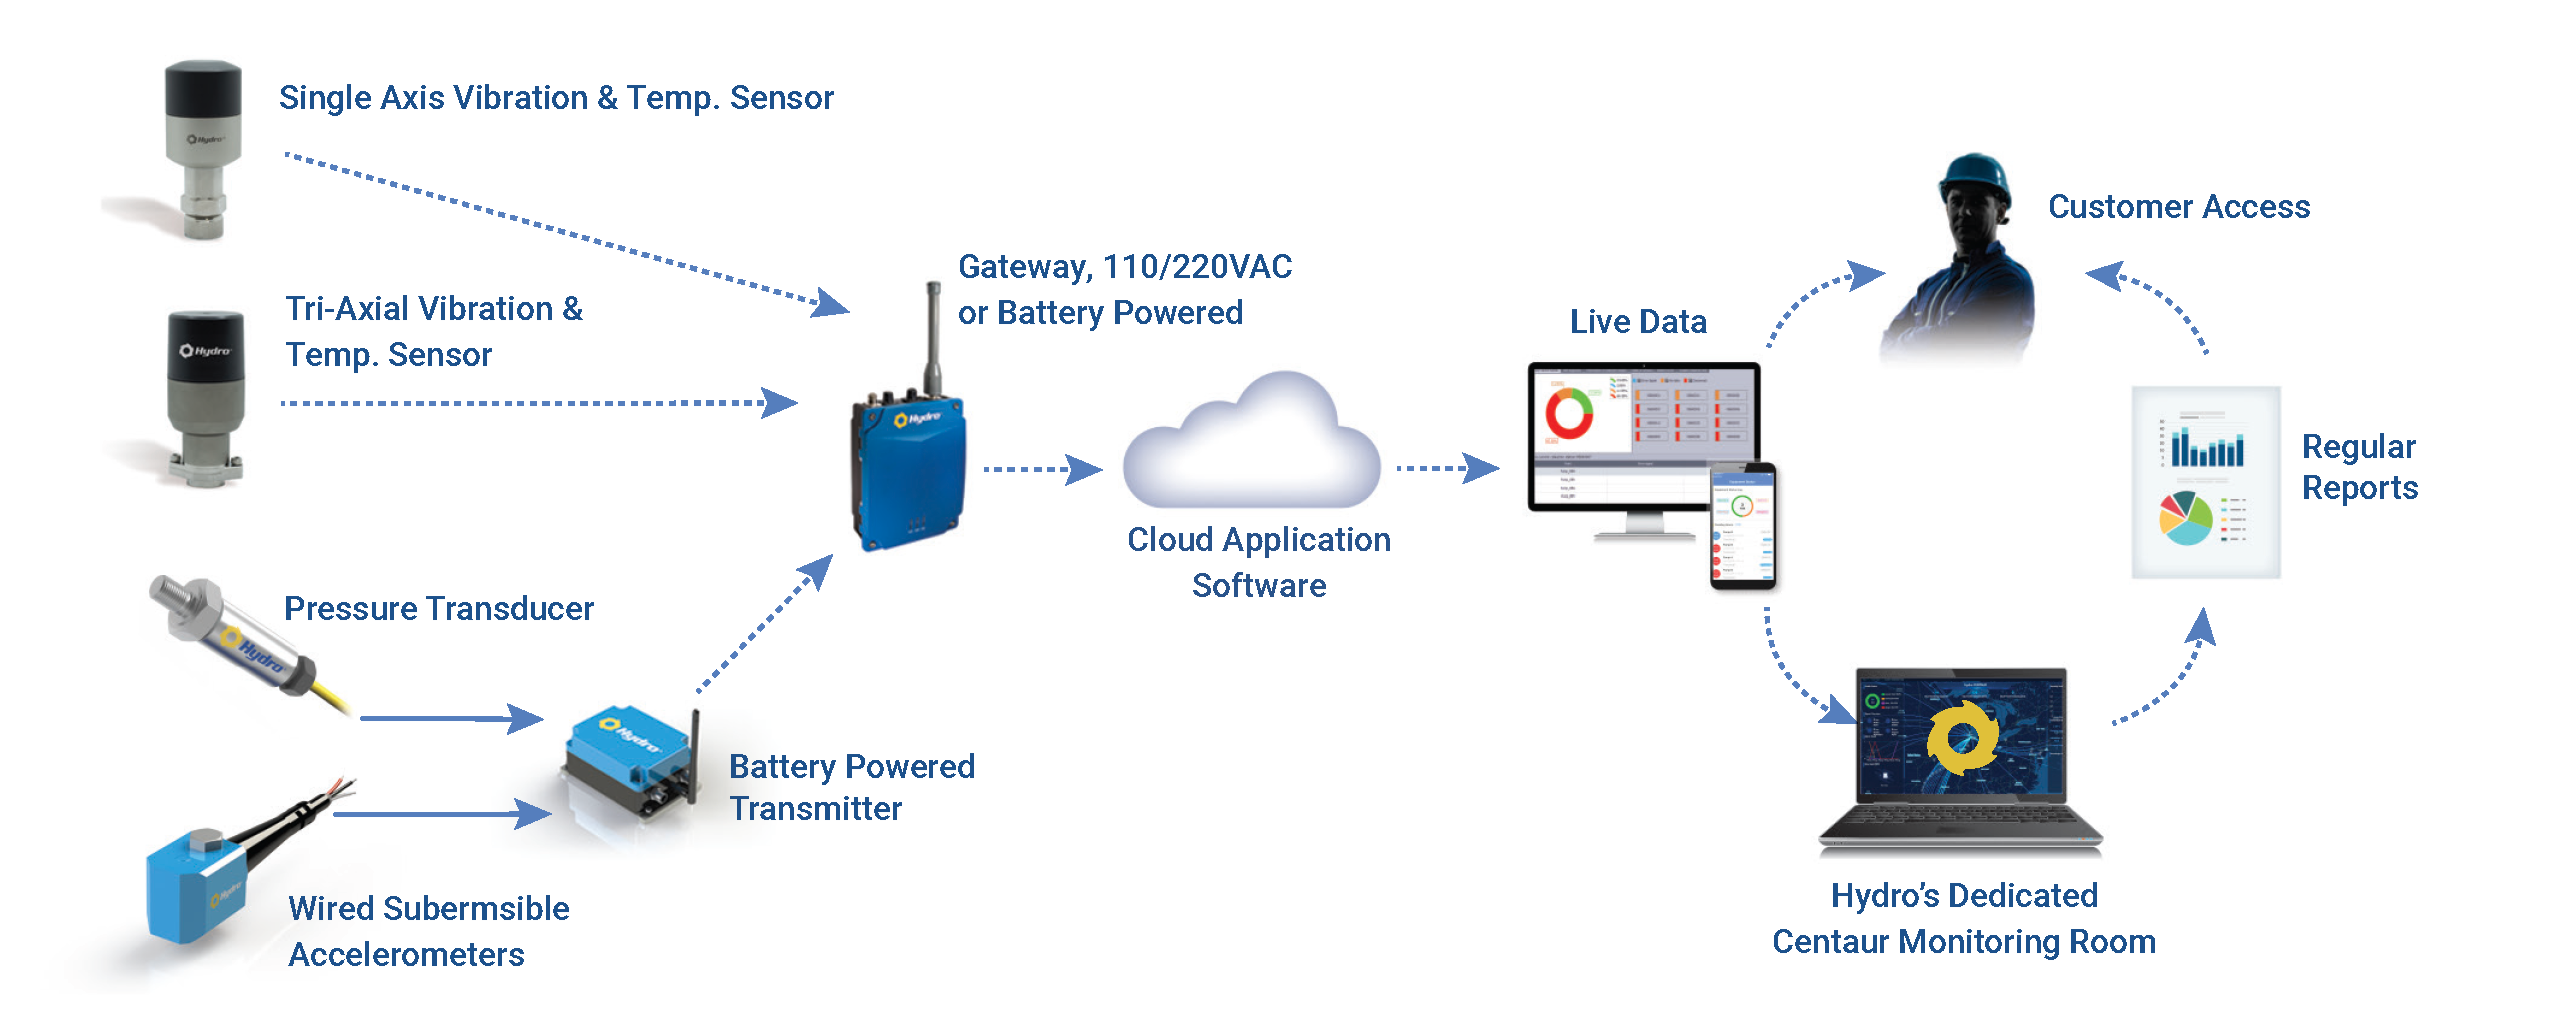 Single Axis Vibration & Temp. Sensor
Hydro
Tri-Axial Vibration &
Temp. Sensor
Hydro
Pressure Transducer
Hydro
Wired Subermsible
Accelerometers
Hydro
Hydro
Battery Powered
Transmitter
Gateway, 110/220VAC
or Battery Powered
Hydro
Cloud Application
Software
Live Data
Customer Access
Regular
Reports
Hydro's Dedicated
Centaur Monitoring Room